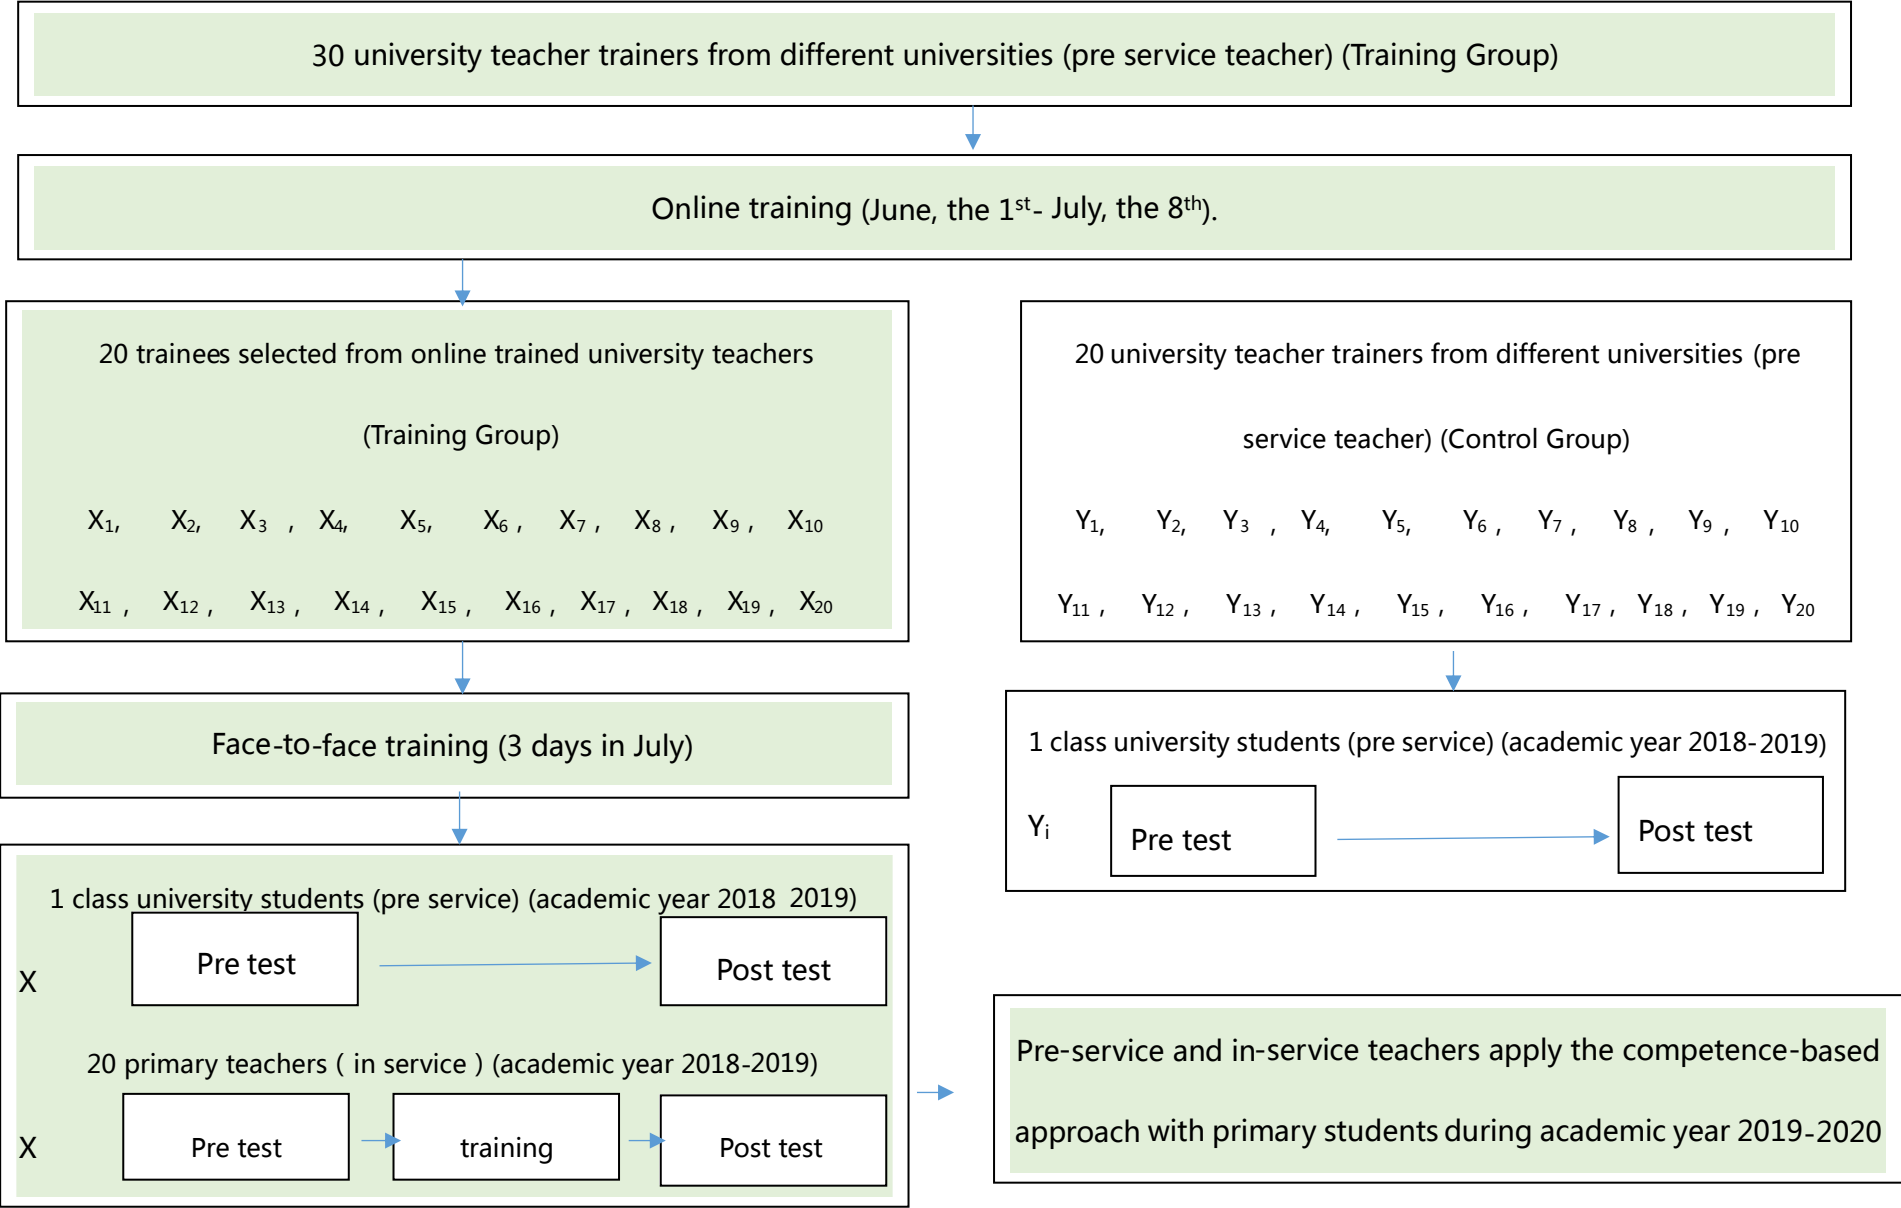 30 university teacher trainers from different universities (pre service teacher) (Training Group)
Online training (June, the 1st- July, the 8th).
20 trainees selected from online trained university teachers
(Training Group)
X1, X2, X3 , X4, X5, X6 , X7 , X8 , X9 , X10
X11 , X12 , X13 , X14 , X15 , X16 , X17 , X18 , X19 , X20
20 university teacher trainers from different universities (pre
service teacher) (Control Group)
Y1, Y2, Y3 , Y4, Y5, Y6 , Y7 , Y8 , Y9 , Y10
Y11 , Y12 , Y13 , Y14 , Y15 , Y16 , Y17 , Y18 , Y19 , Y20
Face-to-face training (3 days in July)
1 class university students (pre service) (academic year 2018-2019)
Yi Pre test Post test
1 class university students (pre service) (academic year 2018 2019)
X Pre test Post test
20 primary teachers ( in service ) (academic year 2018-2019)
X Pre test training Post test
Pre-service and in-service teachers apply the competence-based
approach with primary students during academic year 2019-2020